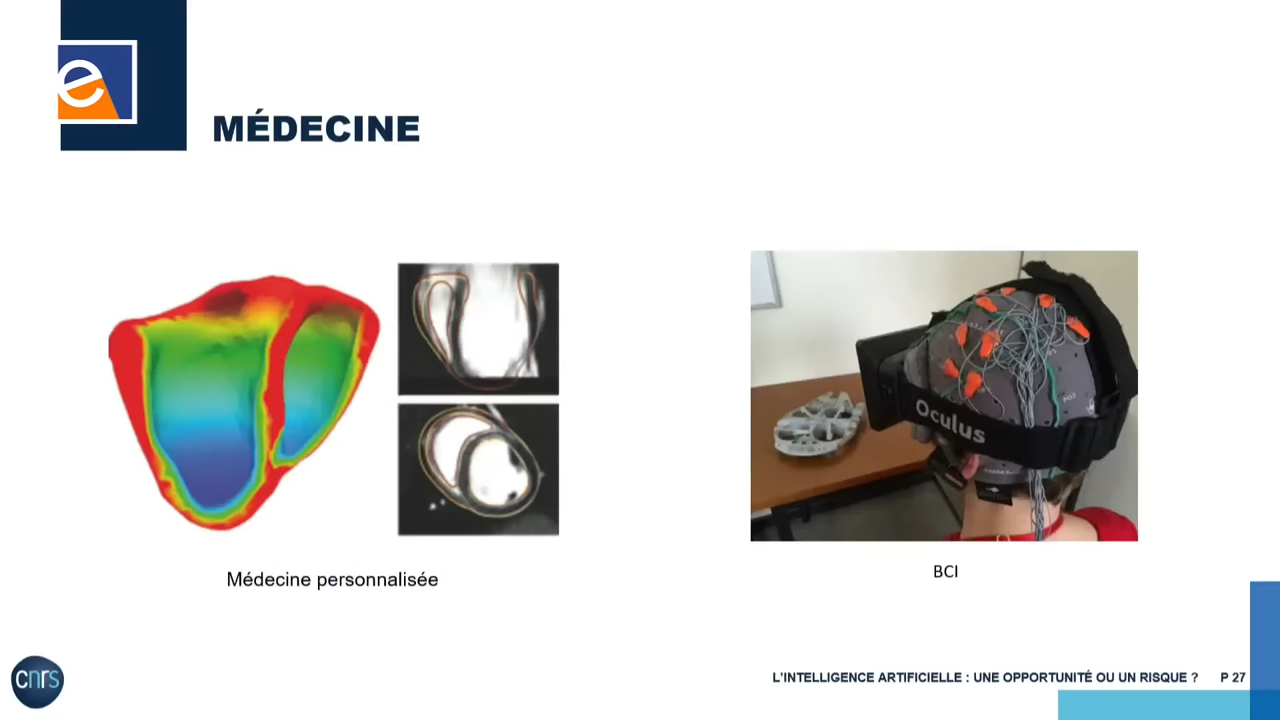 e
MÉDECINE
Oculus
Médecine personnalisée
BCI
cnrs
L'INTELLIGENCE ARTIFICIELLE : UNE OPPORTUNITÉ OU UN RISQUE ? P 27